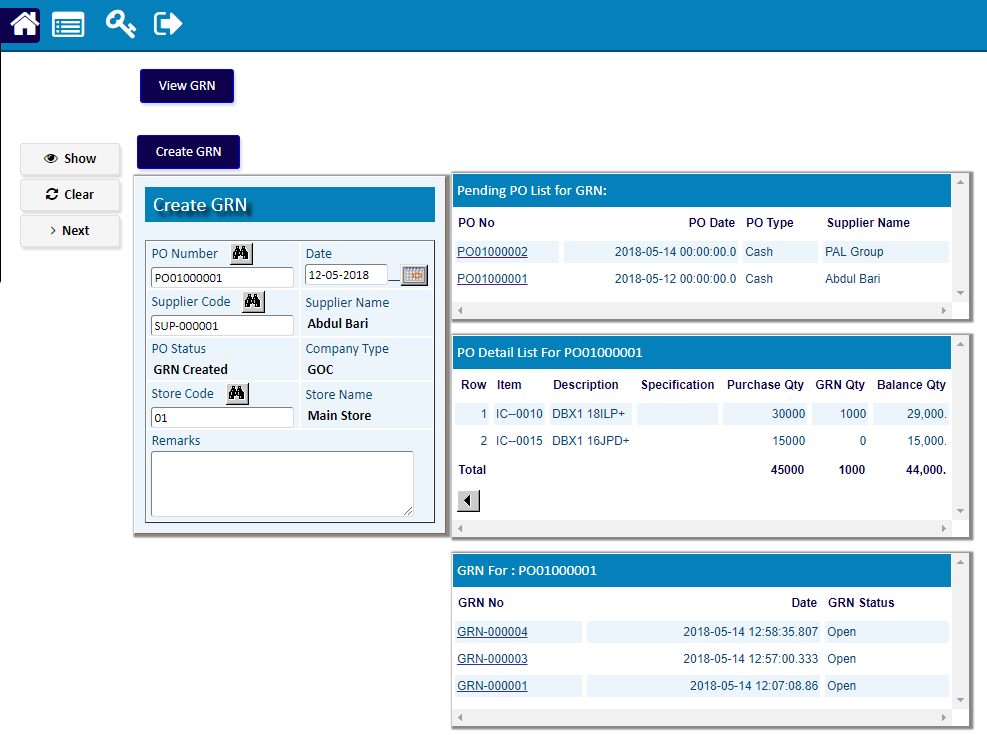 View GRN
Show
Clear
Next
Create GRN
Create GRN
PO Number
Date
PO01000001
12-05-2018
Supplier Code
Supplier Name
SUP-000001
Abdul Bari
PO Status
Company Type
GRN Created
GOC
Store Code
Store Name
01
Main Store
Remarks
Pending PO List for GRN:
PO No PO Date PO Type Supplier Name
PO01000002 2018-05-14 00:00:00.0 Cash PAL Group
PO01000001 2018-05-12 00:00:00.0 Cash Abdul Bari
PO Detail List For PO01000001
Row Item Description Specification Purchase Qty GRN Qty Balance Qty
1 IC--0010 DBX1 18ILP+ 30000 1000 29,000.
2 IC--0015 DBX1 16JPD+ 15000 0 15,000.
Total 45000 1000 44,000.
GRN For : PO01000001
GRN No Date GRN Status
GRN-000004 2018-05-14 12:58:35.807 Open
GRN-000003 2018-05-14 12:57:00.333 Open
GRN-000001 2018-05-14 12:07:08.86 Open